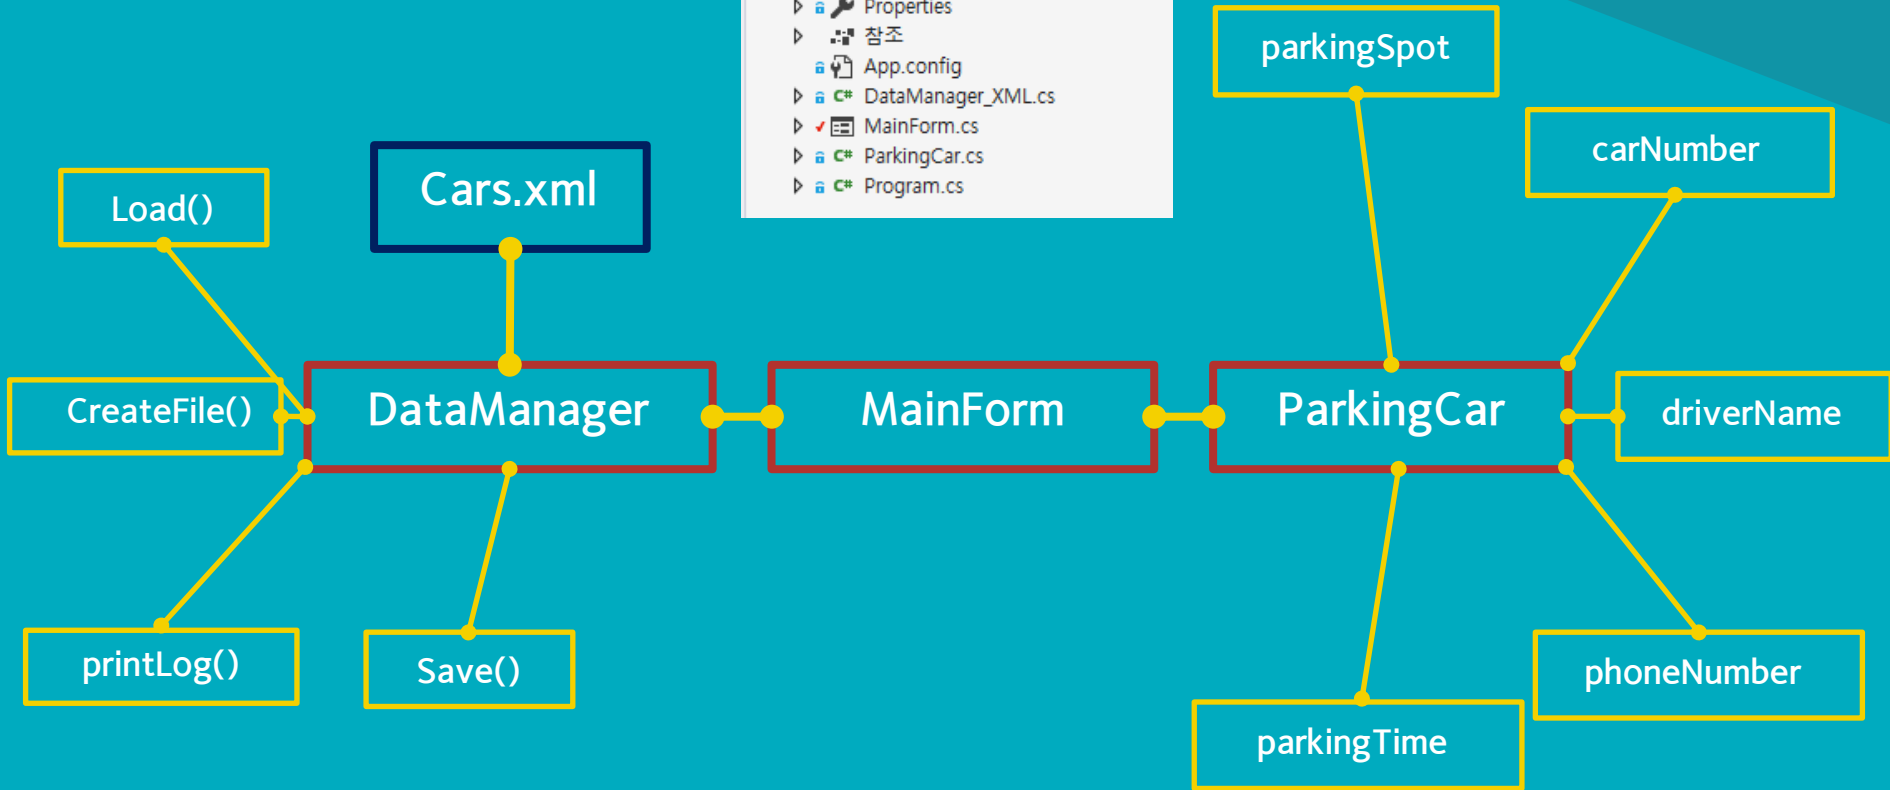 Properties
참조
App.config
C# DataManager_XML.cs
MainForm.cs
C# ParkingCar.cs
C# Program.cs
parkingSpot
carNumber
Cars.xml
Load()
CreateFile()
DataManager
MainForm
ParkingCar
driverName
printLog()
Save()
phoneNumber
parkingTime